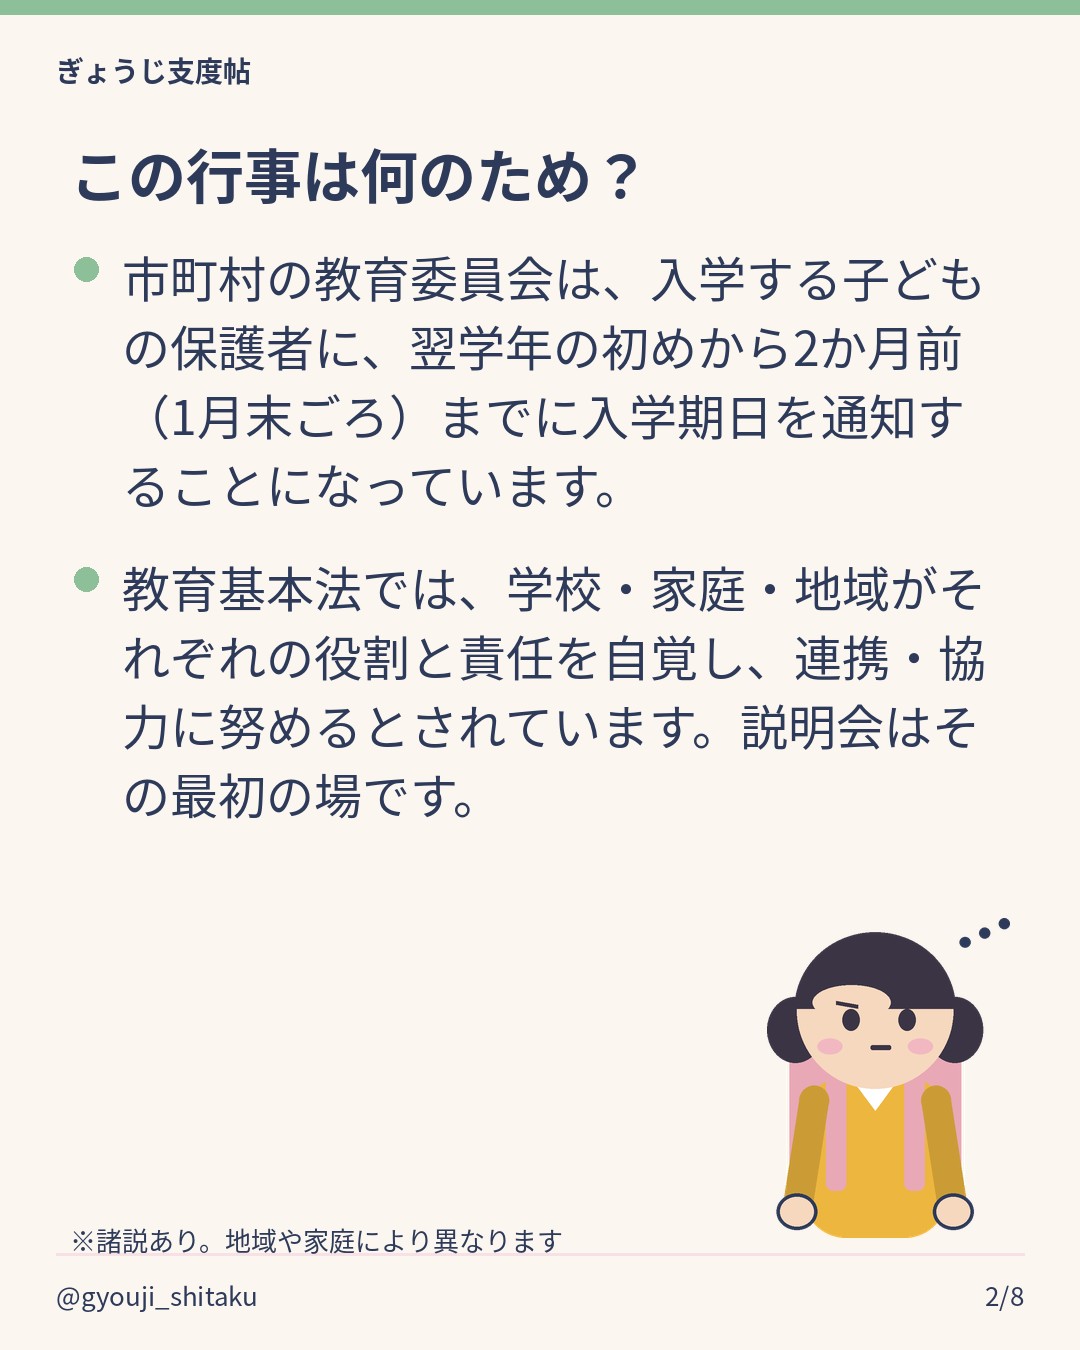 ぎょうじ支度帖
この行事は何のため？
市町村の教育委員会は、入学する子ども
の保護者に、翌学年の初めから2か月前
（1月末ごろ）までに入学期日を通知す
ることになっています。
教育基本法では、学校・家庭・地域がそ
れぞれの役割と責任を自覚し、連携・協
力に努めるとされています。説明会はそ
の最初の場です。
※諸説あり。地域や家庭により異なります
@gyouji_shitaku
2/8